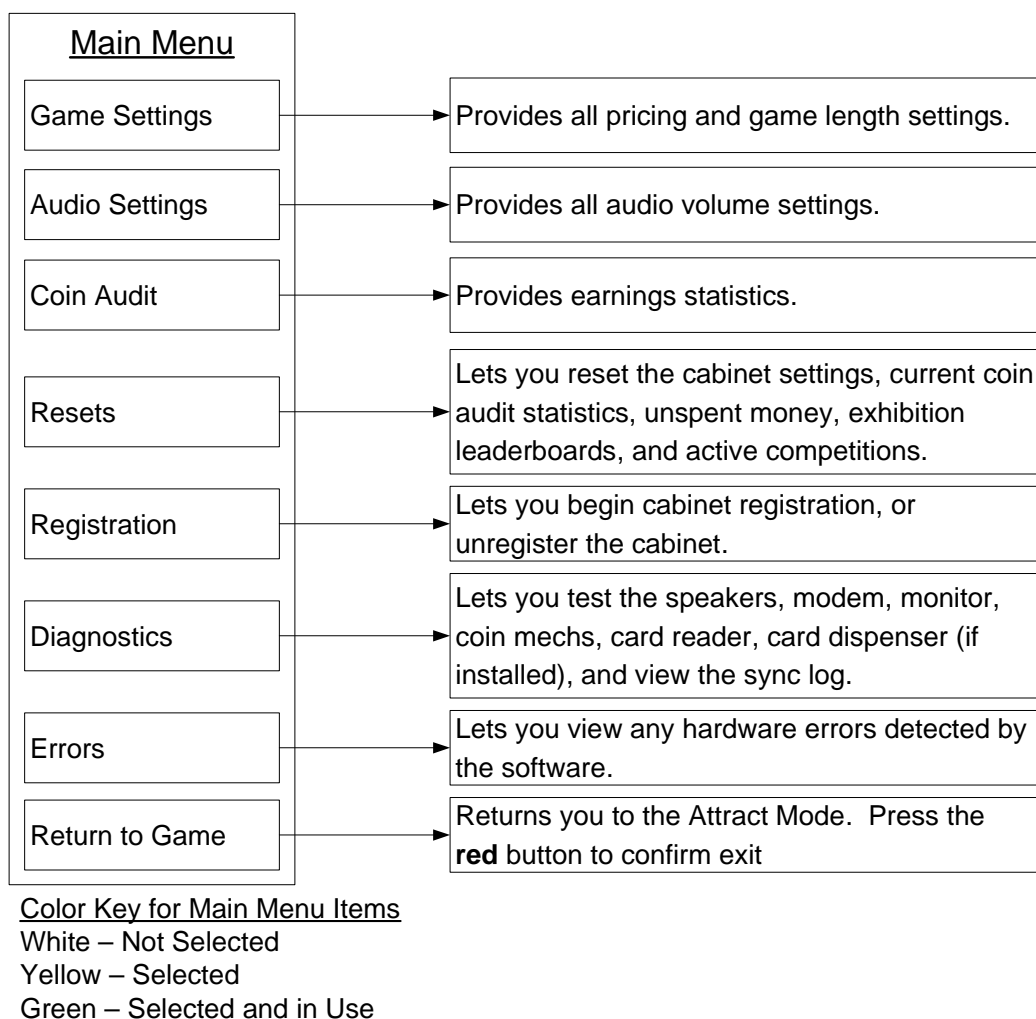 Main Menu
Game Settings
Provides all pricing and game length settings.
Audio Settings
Provides all audio volume settings.
Coin Audit
Provides earnings statistics.
Resets
Lets you reset the cabinet settings, current coin
audit statistics, unspent money, exhibition
leaderboards, and active competitions.
Registration
Lets you begin cabinet registration, or
unregister the cabinet.
Diagnostics
Lets you test the speakers, modem, monitor,
coin mechs, card reader, card dispenser (if
installed), and view the sync log.
Errors
Lets you view any hardware errors detected by
the software.
Return to Game
Returns you to the Attract Mode.  Press the
red button to confirm exit
Color Key for Main Menu Items
White – Not Selected
Yellow – Selected
Green – Selected and in Use